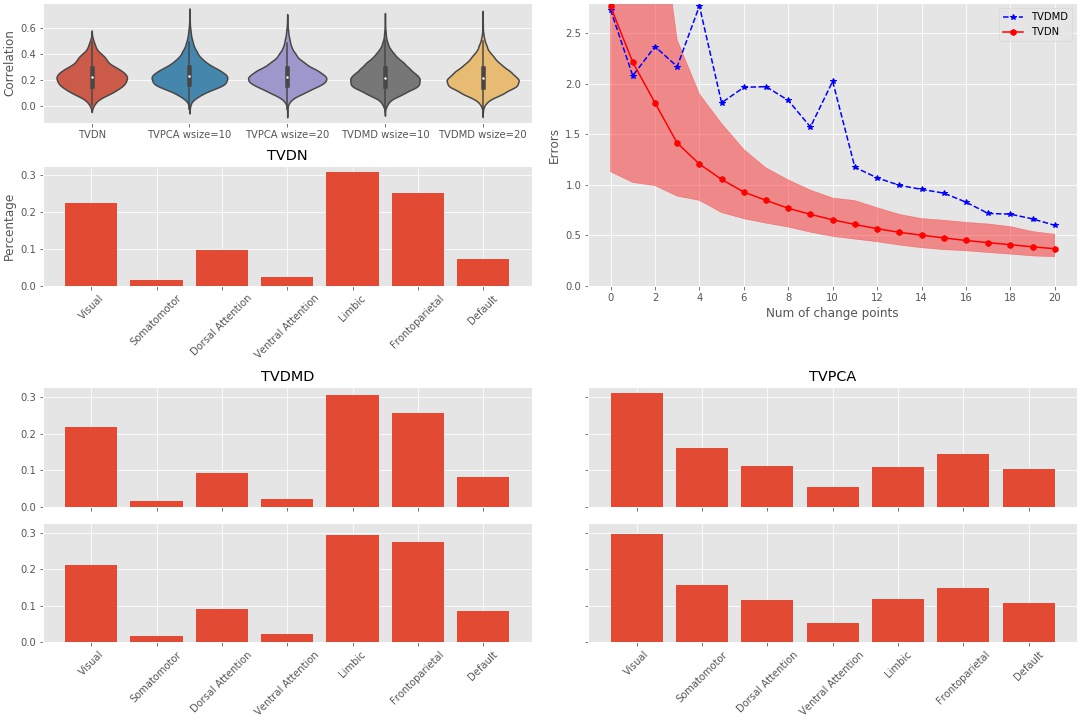 Correlation
0.6
0.4
0.2
0.0
TVDN TVPCA wsize=10 TVPCA wsize=20 TVDMD wsize=10 TVDMD wsize=20
TVDMD
TVDN
Errors
2.5
2.0
1.5
1.0
0.5
0.0
0 2 4 6 8 10 12 14 16 18 20
Num of change points
TVDN
Percentage
0.3
0.2
0.1
0.0
Visual Somatomotor Dorsal Attention Ventral Attention Limbic Frontoparietal Default
TVDMD
0.3
0.2
0.1
0.0
0.3
0.2
0.1
0.0
Visual Somatomotor Dorsal Attention Ventral Attention Limbic Frontoparietal Default
TVPCA
Visual Somatomotor Dorsal Attention Ventral Attention Limbic Frontoparietal Default